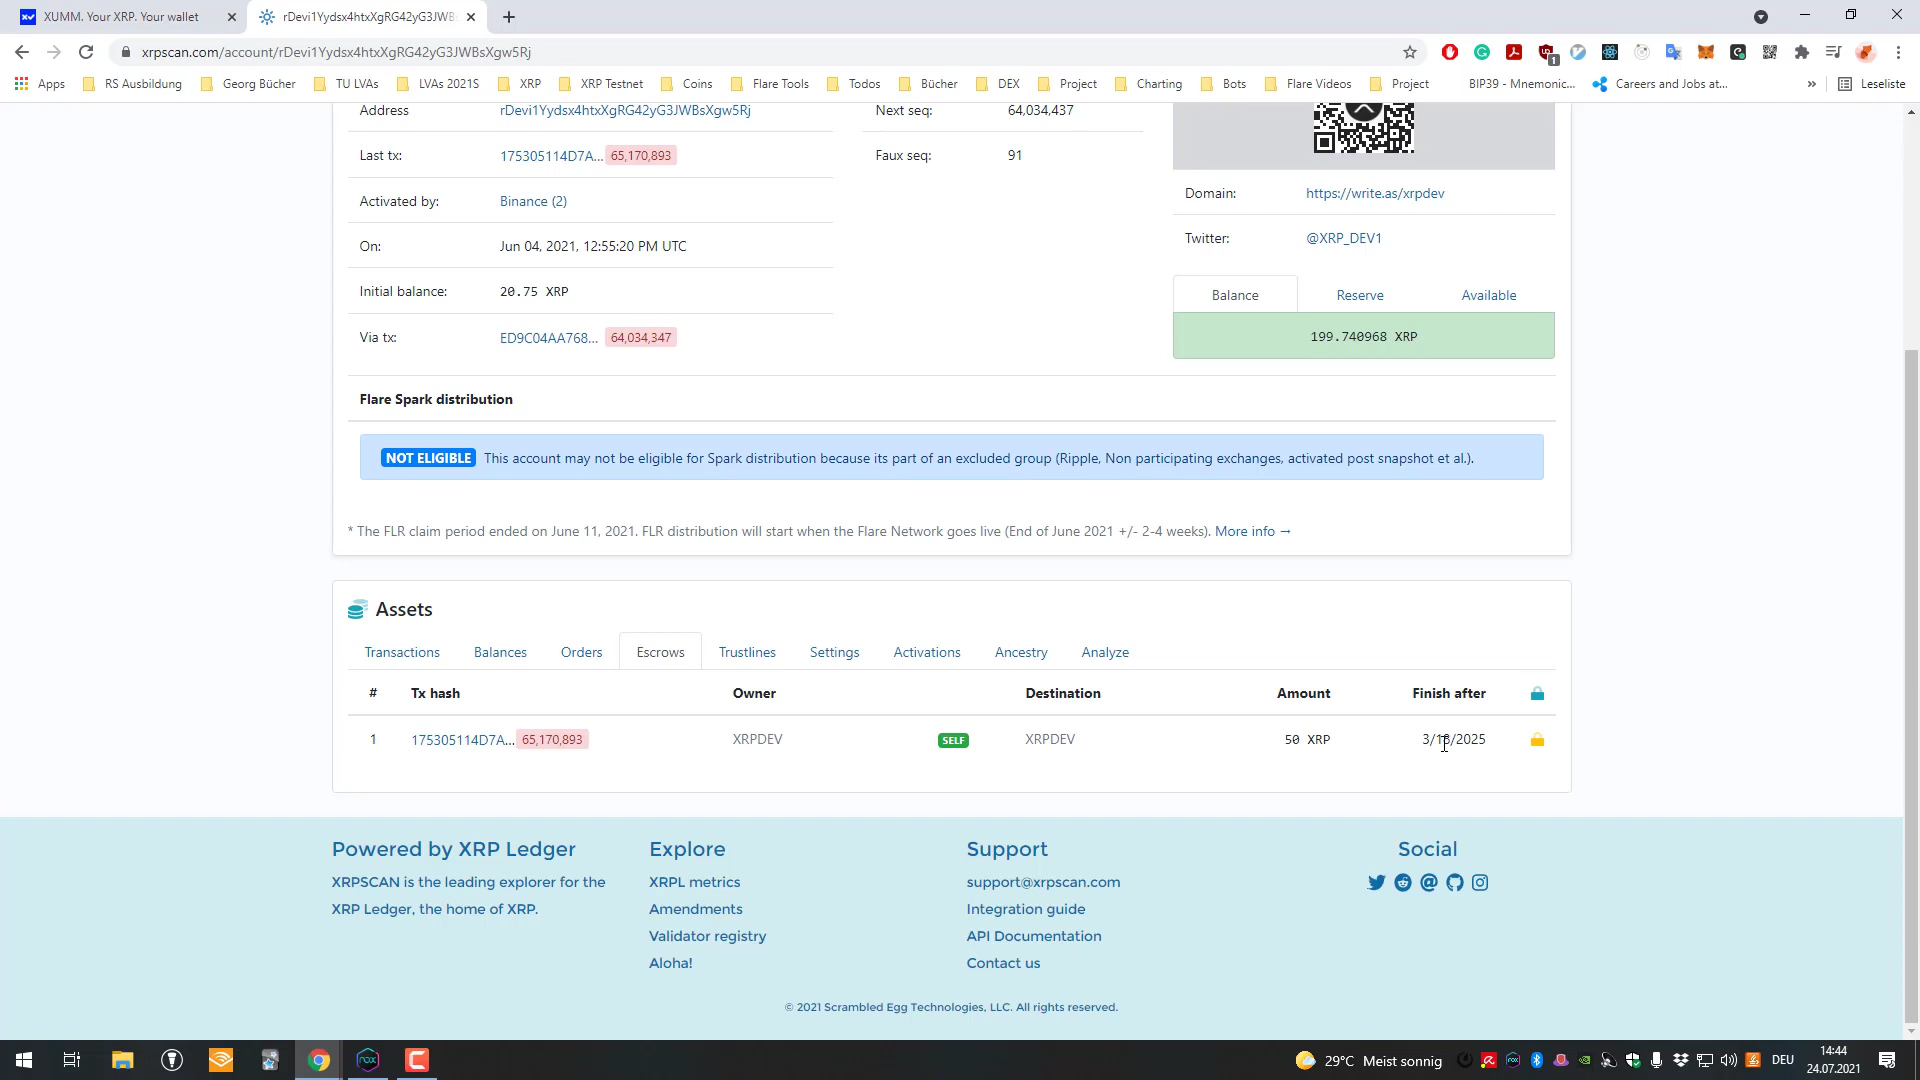 XUMM. Your XRP. Your wallet
rDevi1Yydsx4htxXgRG42yG3JWBs
xrpscan.com/account/rDevi1Yydsx4htxXgRG42yG3JWBsXgw5Rj
Apps
RS Ausbildung
Georg Bücher
TU LVAs
LVAs 2021S
XRP
XRP Testnet
Coins
Flare Tools
Todos
Bücher
DEX
Project
Charting
Bots
Flare Videos
Project
BIP39 - Mnemonic...
Careers and Jobs at...
»
Leseliste
Address rDevi1Yydsx4htxXgRG42yG3JWBsXgw5Rj
Last tx: 175305114D7A... 65,170,893
Activated by: Binance (2)
On: Jun 04, 2021, 12:55:20 PM UTC
Initial balance: 20.75 XRP
Via tx: ED9C04AA768... 64,034,347
Next seq: 64,034,437
Faux seq: 91
Domain: https://write.as/xrpdev
Twitter: @XRP_DEV1
Balance Reserve Available
199.740968 XRP
Flare Spark distribution
NOT ELIGIBLE This account may not be eligible for Spark distribution because its part of an excluded group (Ripple, Non participating exchanges, activated post snapshot et al.).
* The FLR claim period ended on June 11, 2021. FLR distribution will start when the Flare Network goes live (End of June 2021 +/- 2-4 weeks). More info →
Assets
Transactions Balances Orders Escrows Trustlines Settings Activations Ancestry Analyze
# Tx hash Owner Destination Amount Finish after
1 175305114D7A... 65,170,893 XRPDEV SELF XRPDEV 50 XRP
Powered by XRP Ledger
XRPSCAN is the leading explorer for the
XRP Ledger, the home of XRP.
Explore
XRPL metrics
Amendments
Validator registry
Aloha!
Support
support@xrpscan.com
Integration guide
API Documentation
Contact us
Social
© 2021 Scrambled Egg Technologies, LLC. All rights reserved.
29°C Meist sonnig
DEU
14:44
24.07.2021